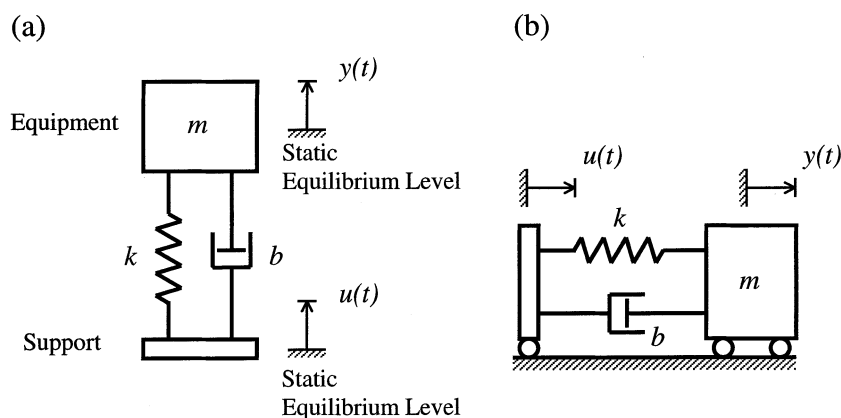 (a)
(b)
y(t)
Equipment
m
Static
Equilibrium Level
u(t)
y(t)
k
k
b
m
u(t)
b
Support
Static
Equilibrium Level